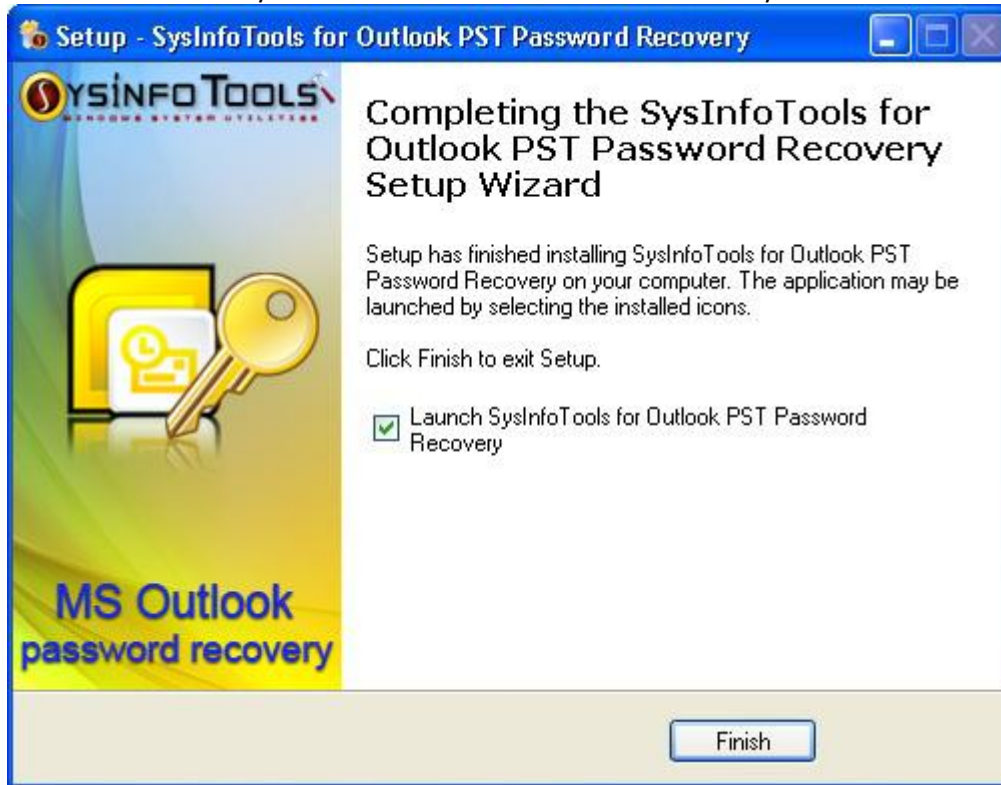 Setup - SysInfoTools for Outlook PST Password Recovery
SYSINFO TOOLS
WINDOWS SYSTEM UTILITIES
Completing the SysInfoTools for
Outlook PST Password Recovery
Setup Wizard
Setup has finished installing SysInfoTools for Outlook PST
Password Recovery on your computer. The application may be
launched by selecting the installed icons.
Click Finish to exit Setup.
Launch SysInfoTools for Outlook PST Password
Recovery
MS Outlook
password recovery
Finish